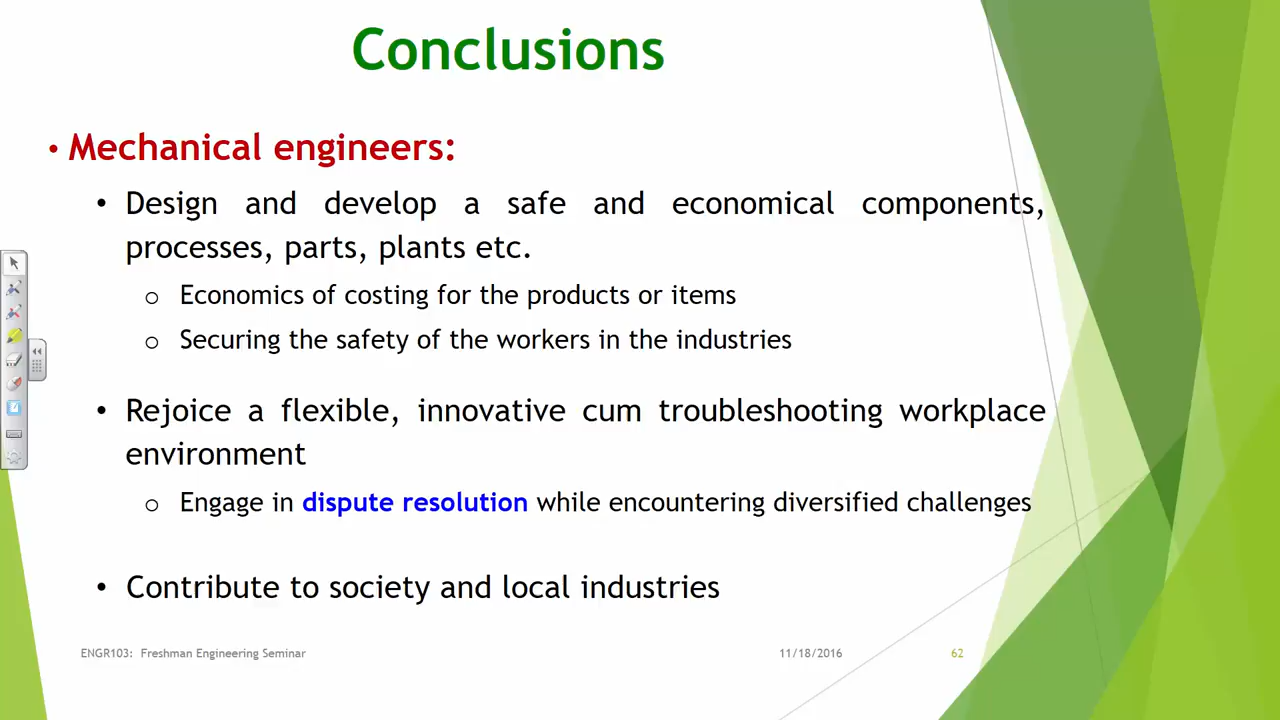 Conclusions
• Mechanical engineers:
• Design and develop a safe and economical components,
processes, parts, plants etc.
o Economics of costing for the products or items
o Securing the safety of the workers in the industries
• Rejoice a flexible, innovative cum troubleshooting workplace
environment
o Engage in dispute resolution while encountering diversified challenges
• Contribute to society and local industries
ENGR103: Freshman Engineering Seminar 11/18/2016 62